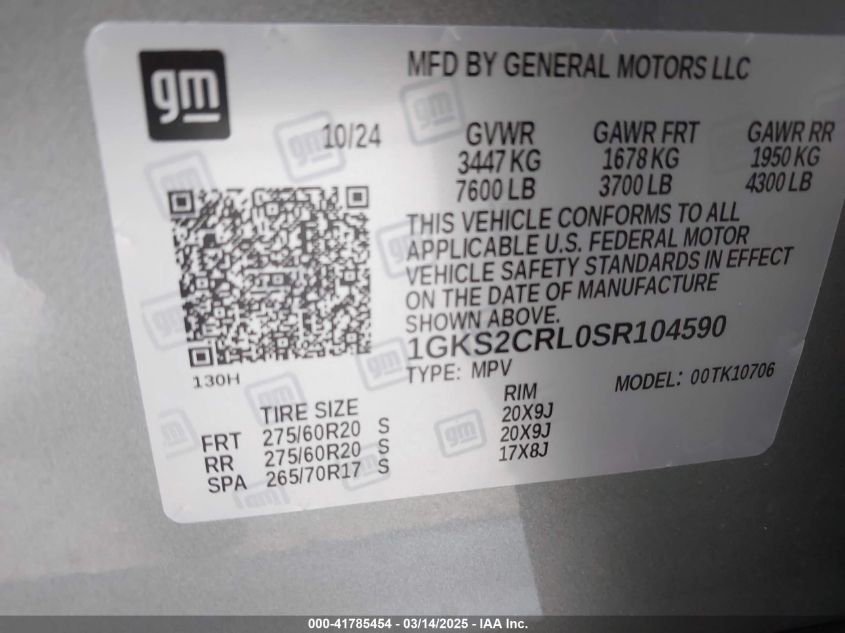 gm
MFD BY GENERAL MOTORS LLC
10/24 GVWR GAWR FRT GAWR RR
3447 KG 1678 KG 1950 KG
7600 LB 3700 LB 4300 LB
THIS VEHICLE CONFORMS TO ALL
APPLICABLE U.S. FEDERAL MOTOR
VEHICLE SAFETY STANDARDS IN EFFECT
ON THE DATE OF MANUFACTURE
SHOWN ABOVE.
1GKS2CRL0SR104590
130H
TYPE: MPV MODEL: 00TK10706
TIRE SIZE RIM
FRT 275/60R20 S 20X9J
RR 275/60R20 S 20X9J
SPA 265/70R17 S 17X8J
000-41785454 - 03/14/2025 - IAA Inc.